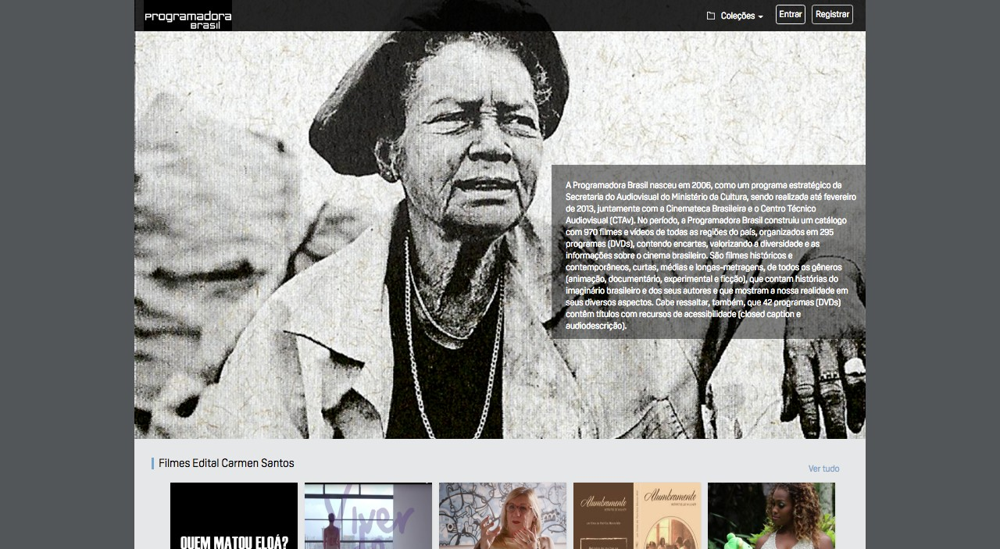 programadora
Brasil
Coleções
Entrar
Registrar
A Programadora Brasil nasceu em 2006, como um programa estratégico da
Secretaria do Audiovisual do Ministério da Cultura, sendo realizada até fevereiro
de 2013, juntamente com a Cinemateca Brasileira e o Centro Técnico
Audiovisual (CTAv). No período, a Programadora Brasil construiu um catálogo
com 970 filmes e vídeos de todas as regiões do país, organizados em 295
programas (DVDs), contendo encartes, valorizando a diversidade e as
informações sobre o cinema brasileiro. São filmes históricos e
contemporâneos, curtas, médias e longas-metragens, de todos os gêneros
(animação, documentário, experimental e ficção), que contam histórias do
imaginário brasileiro e dos seus autores e que mostram a nossa realidade em
seus diversos aspectos. Cabe ressaltar, também, que 42 programas (DVDs)
contêm títulos com recursos de acessibilidade (closed caption e
audiodescrição).
Filmes Edital Carmen Santos
Ver tudo
QUEM MATOU ELOÁ?
Viver
Alumbramento
Alumbramento